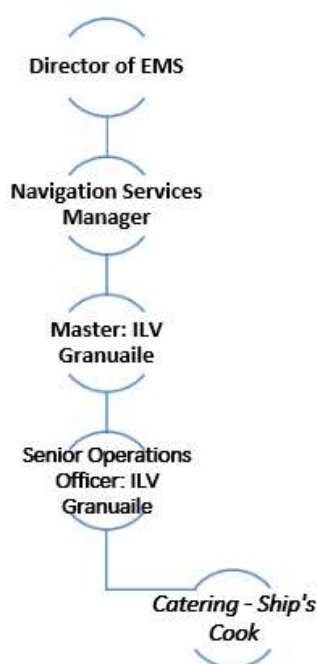 Director of EMS
Navigation Services
Manager
Master: ILV
Granuaile
Senior Operations
Officer: ILV
Granuaile
Catering - Ship's
Cook